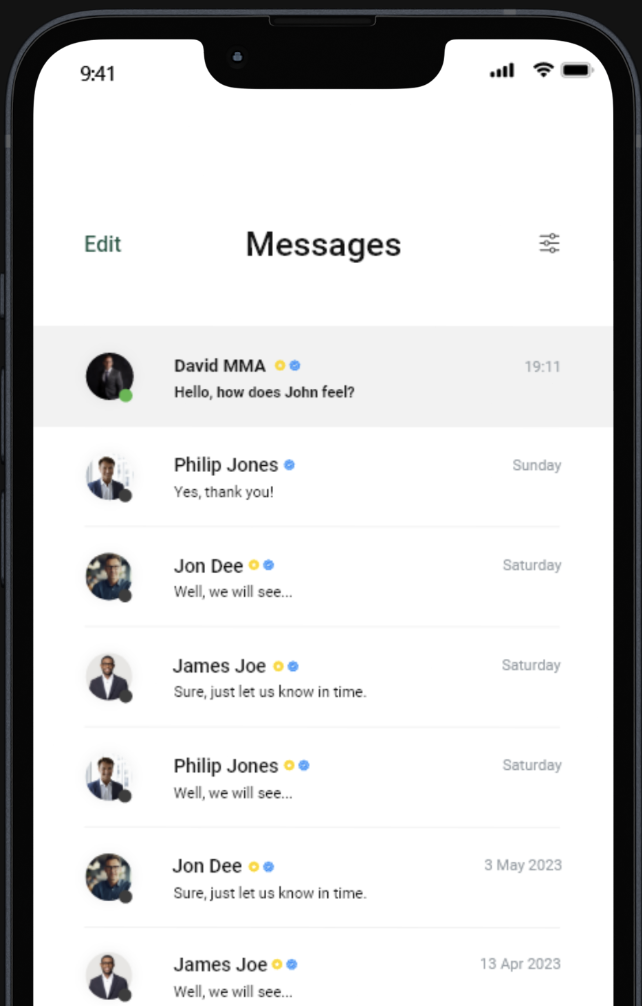 9:41
Edit
Messages
David MMA
19:11
Hello, how does John feel?
Philip Jones
Sunday
Yes, thank you!
Jon Dee
Saturday
Well, we will see...
James Joe
Saturday
Sure, just let us know in time.
Philip Jones
Saturday
Well, we will see...
Jon Dee
3 May 2023
Sure, just let us know in time.
James Joe
13 Apr 2023
Well, we will see...